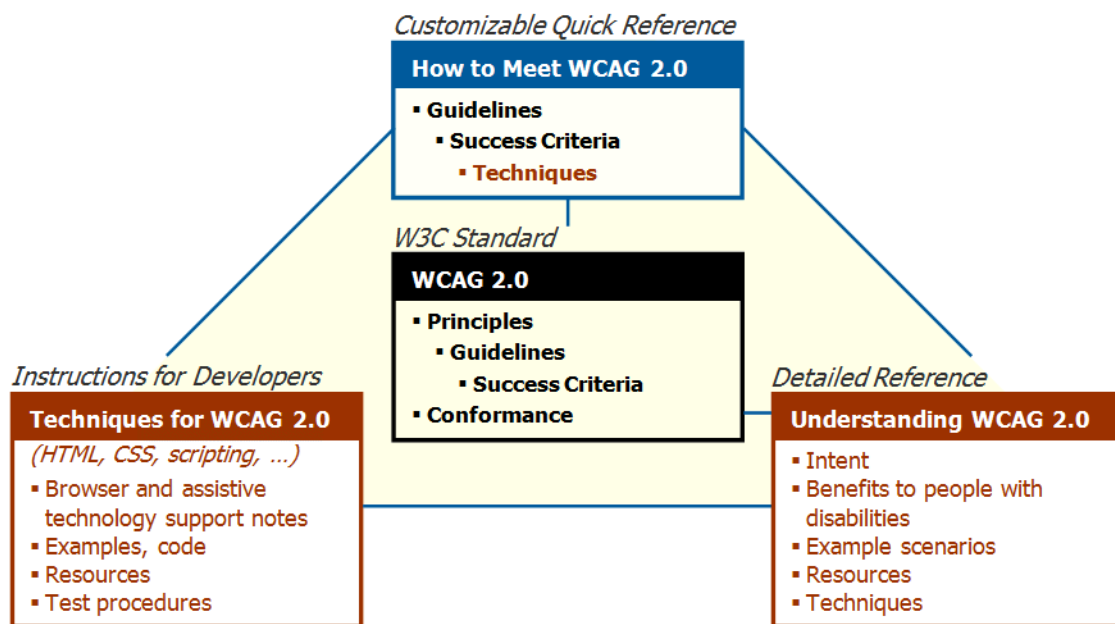 Customizable Quick Reference
How to Meet WCAG 2.0
▪ Guidelines
▪ Success Criteria
▪ Techniques
W3C Standard
WCAG 2.0
▪ Principles
▪ Guidelines
▪ Success Criteria
▪ Conformance
Instructions for Developers
Techniques for WCAG 2.0
(HTML, CSS, scripting, ...)
▪ Browser and assistive
technology support notes
▪ Examples, code
▪ Resources
▪ Test procedures
Detailed Reference
Understanding WCAG 2.0
▪ Intent
▪ Benefits to people with
disabilities
▪ Example scenarios
▪ Resources
▪ Techniques